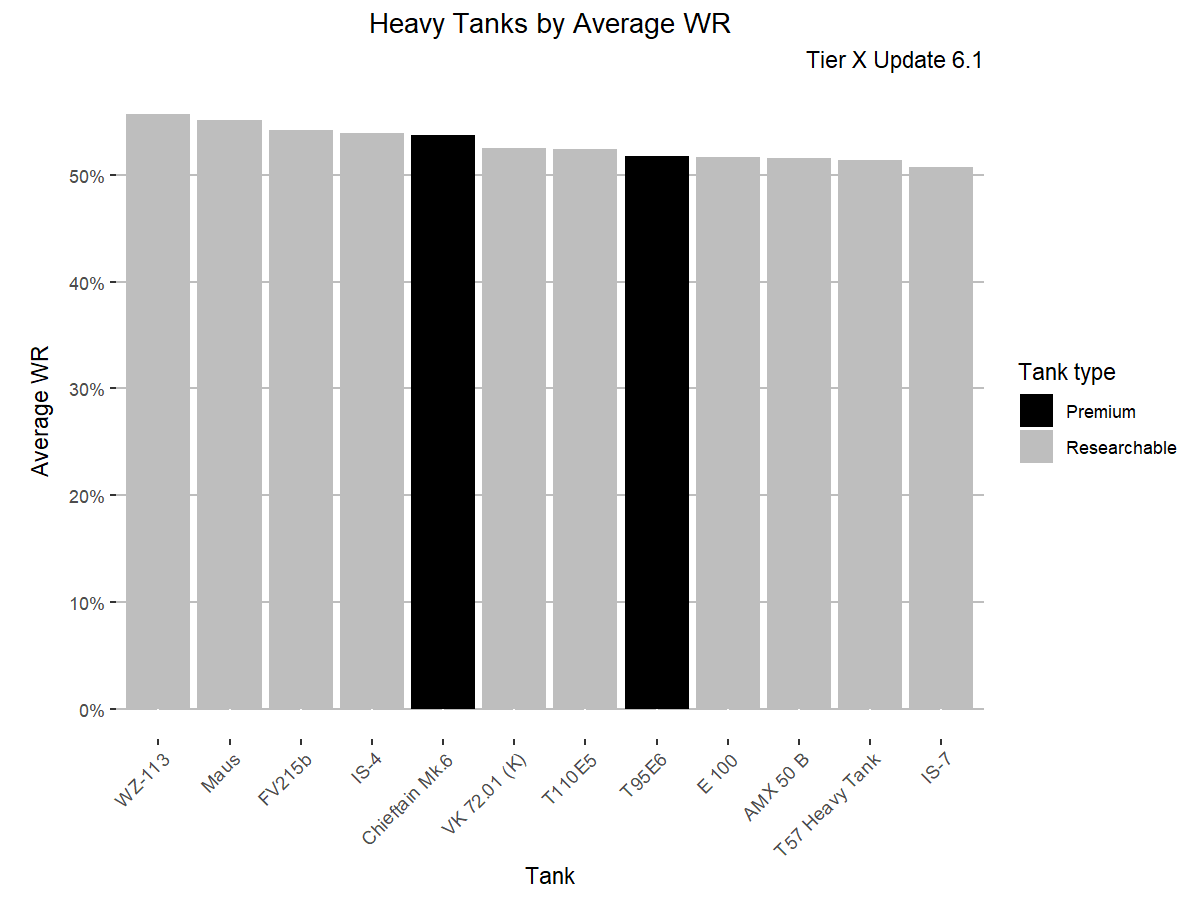 Heavy Tanks by Average WR
Tier X Update 6.1
Average WR
50%
40%
30%
20%
10%
0%
WZ-113
Maus
FV215b
IS-4
Chieftain Mk.6
VK 72.01 (K)
T110E5
T95E6
E 100
AMX 50 B
T57 Heavy Tank
IS-7
Tank
Tank type
Premium
Researchable